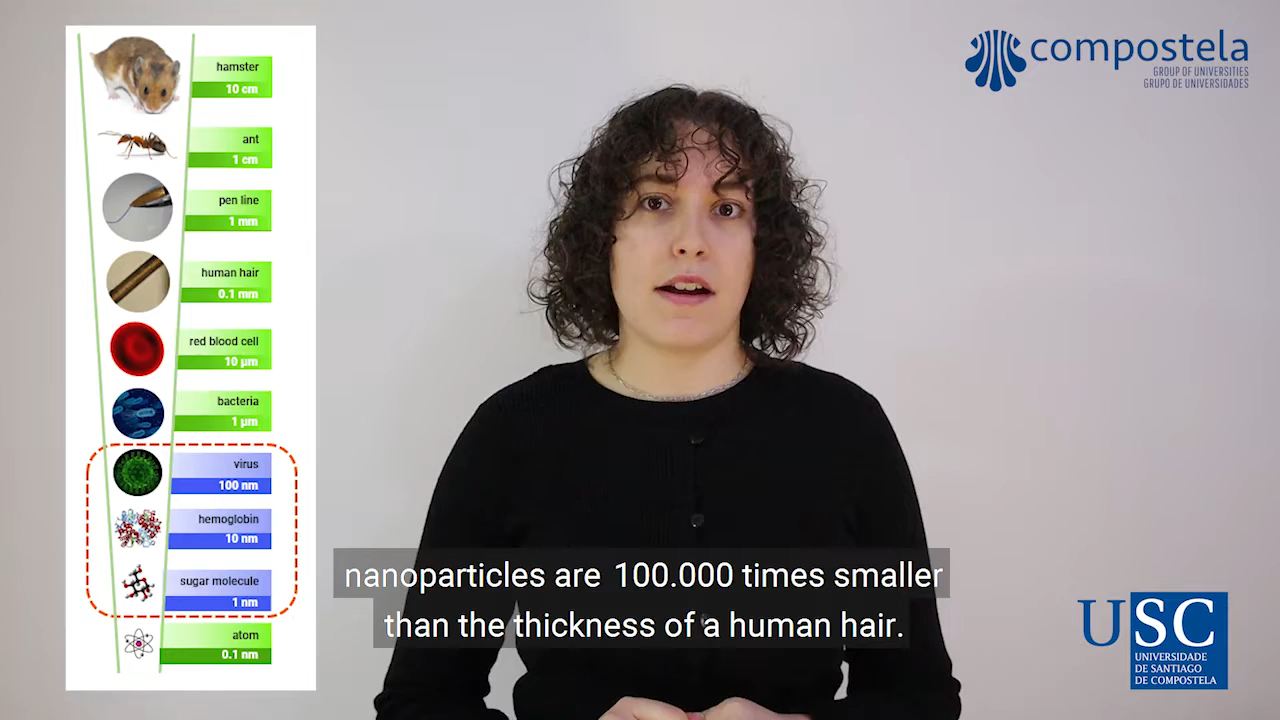 hamster
10 cm
ant
1 cm
pen line
1 mm
human hair
0.1 mm
red blood cell
10 µm
bacteria
1 µm
virus
100 nm
hemoglobin
10 nm
sugar molecule
1 nm
atom
0.1 nm
compostela
GROUP OF UNIVERSITIES
GRUPO DE UNIVERSIDADES
nanoparticles are 100.000 times smaller
than the thickness of a human hair.
USC
UNIVERSIDADE
DE SANTIAGO
DE COMPOSTELA